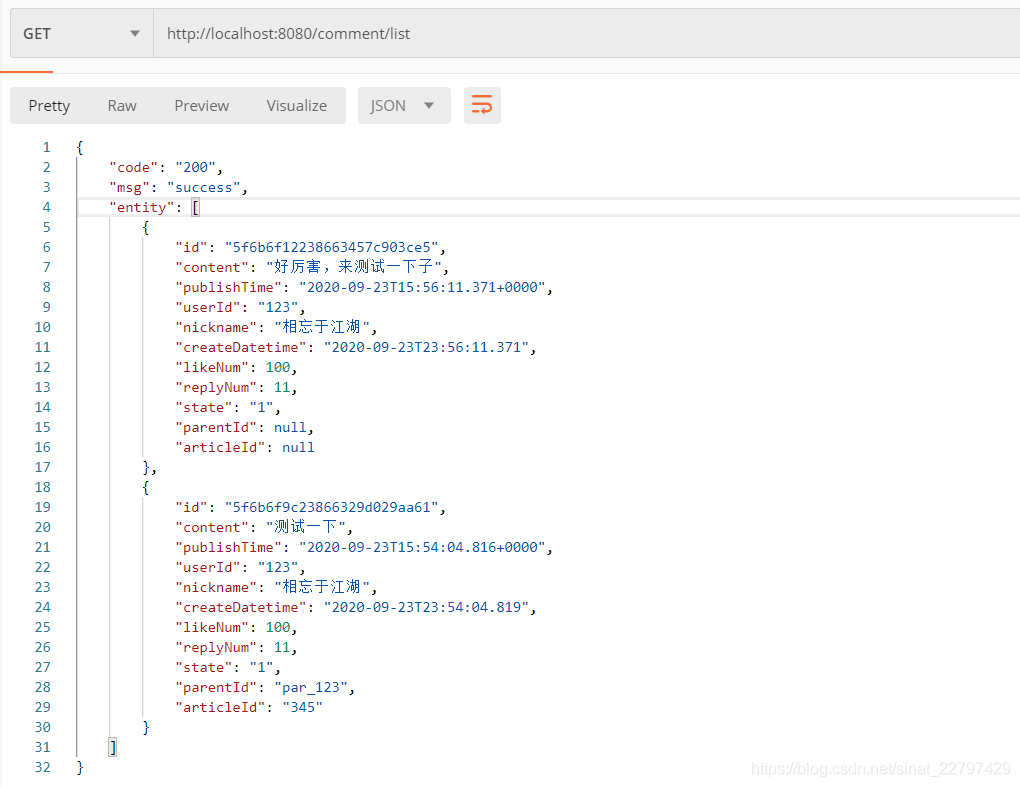 GET http://localhost:8080/comment/list
Pretty Raw Preview Visualize JSON
1 {
2 "code": "200",
3 "msg": "success",
4 "entity": [
5 {
6 "id": "5f6b6f12238663457c903ce5",
7 "content": "好厉害，来测试一下子",
8 "publishTime": "2020-09-23T15:56:11.371+0000",
9 "userId": "123",
10 "nickname": "相忘于江湖",
11 "createDatetime": "2020-09-23T23:56:11.371",
12 "likeNum": 100,
13 "replyNum": 11,
14 "state": "1",
15 "parentId": null,
16 "articleId": null
17 },
18 {
19 "id": "5f6b6f9c23866329d029aa61",
20 "content": "测试一下",
21 "publishTime": "2020-09-23T15:54:04.816+0000",
22 "userId": "123",
23 "nickname": "相忘于江湖",
24 "createDatetime": "2020-09-23T23:54:04.819",
25 "likeNum": 100,
26 "replyNum": 11,
27 "state": "1",
28 "parentId": "par_123",
29 "articleId": "345"
30 }
31 ]
32 }
https://blog.csdn.net/sinat_22797429